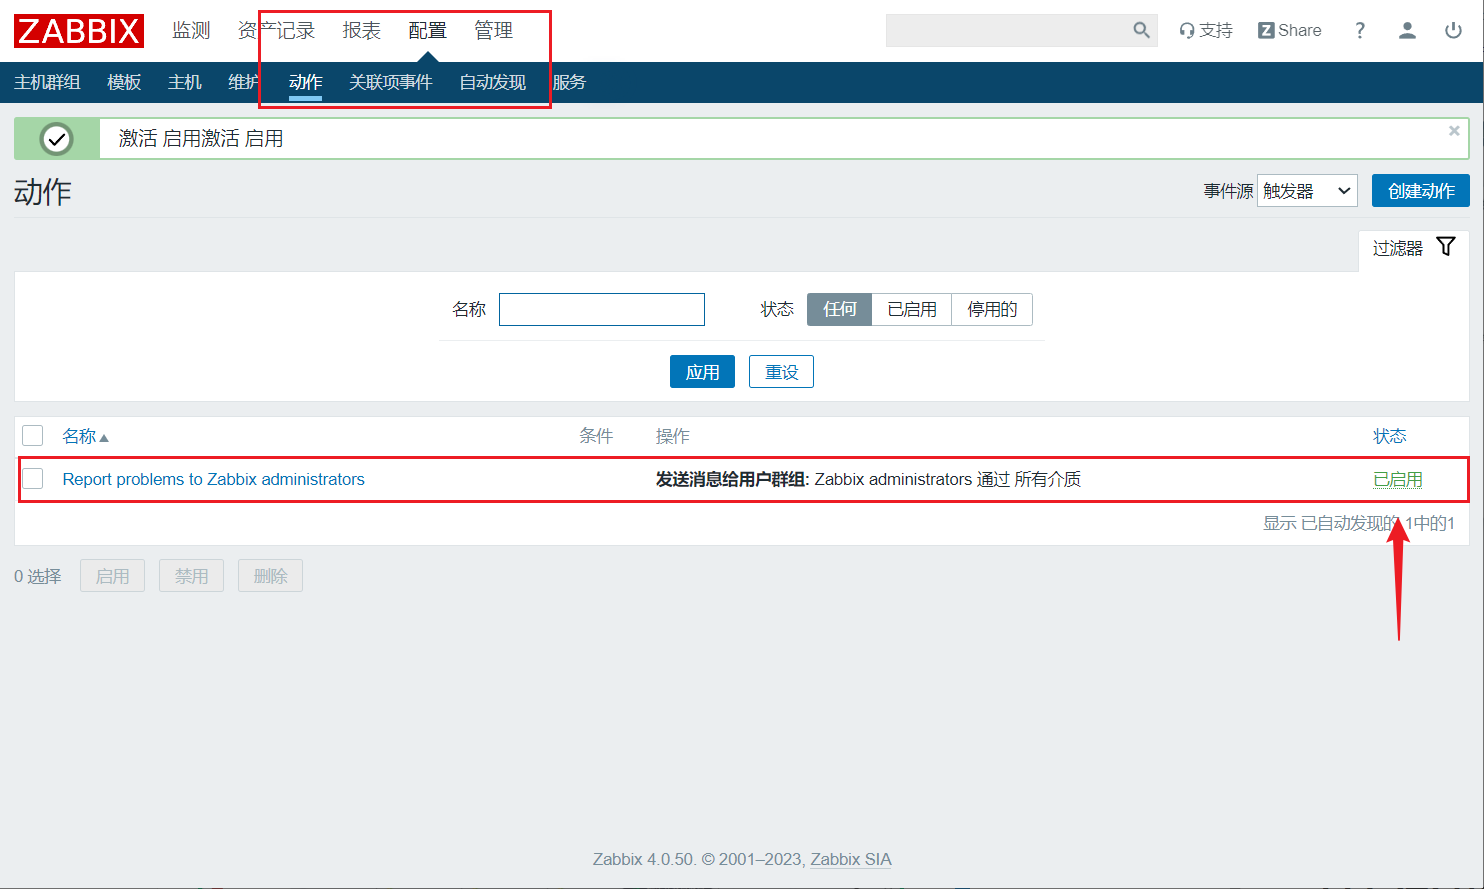 ZABBIX 监测 资产记录 报表 配置 管理 支持 Z Share ?
主机群组 模板 主机 维护 动作 关联项事件 自动发现 服务
激活 启用激活 启用
动作 事件源 触发器 创建动作
过滤器
名称 状态 任何 已启用 停用的
应用 重设
名称 条件 操作 状态
Report problems to Zabbix administrators 发送消息给用户群组: Zabbix administrators 通过 所有介质 已启用
显示 已自动发现的 1中的1
0 选择 启用 禁用 删除
Zabbix 4.0.50. © 2001–2023, Zabbix SIA